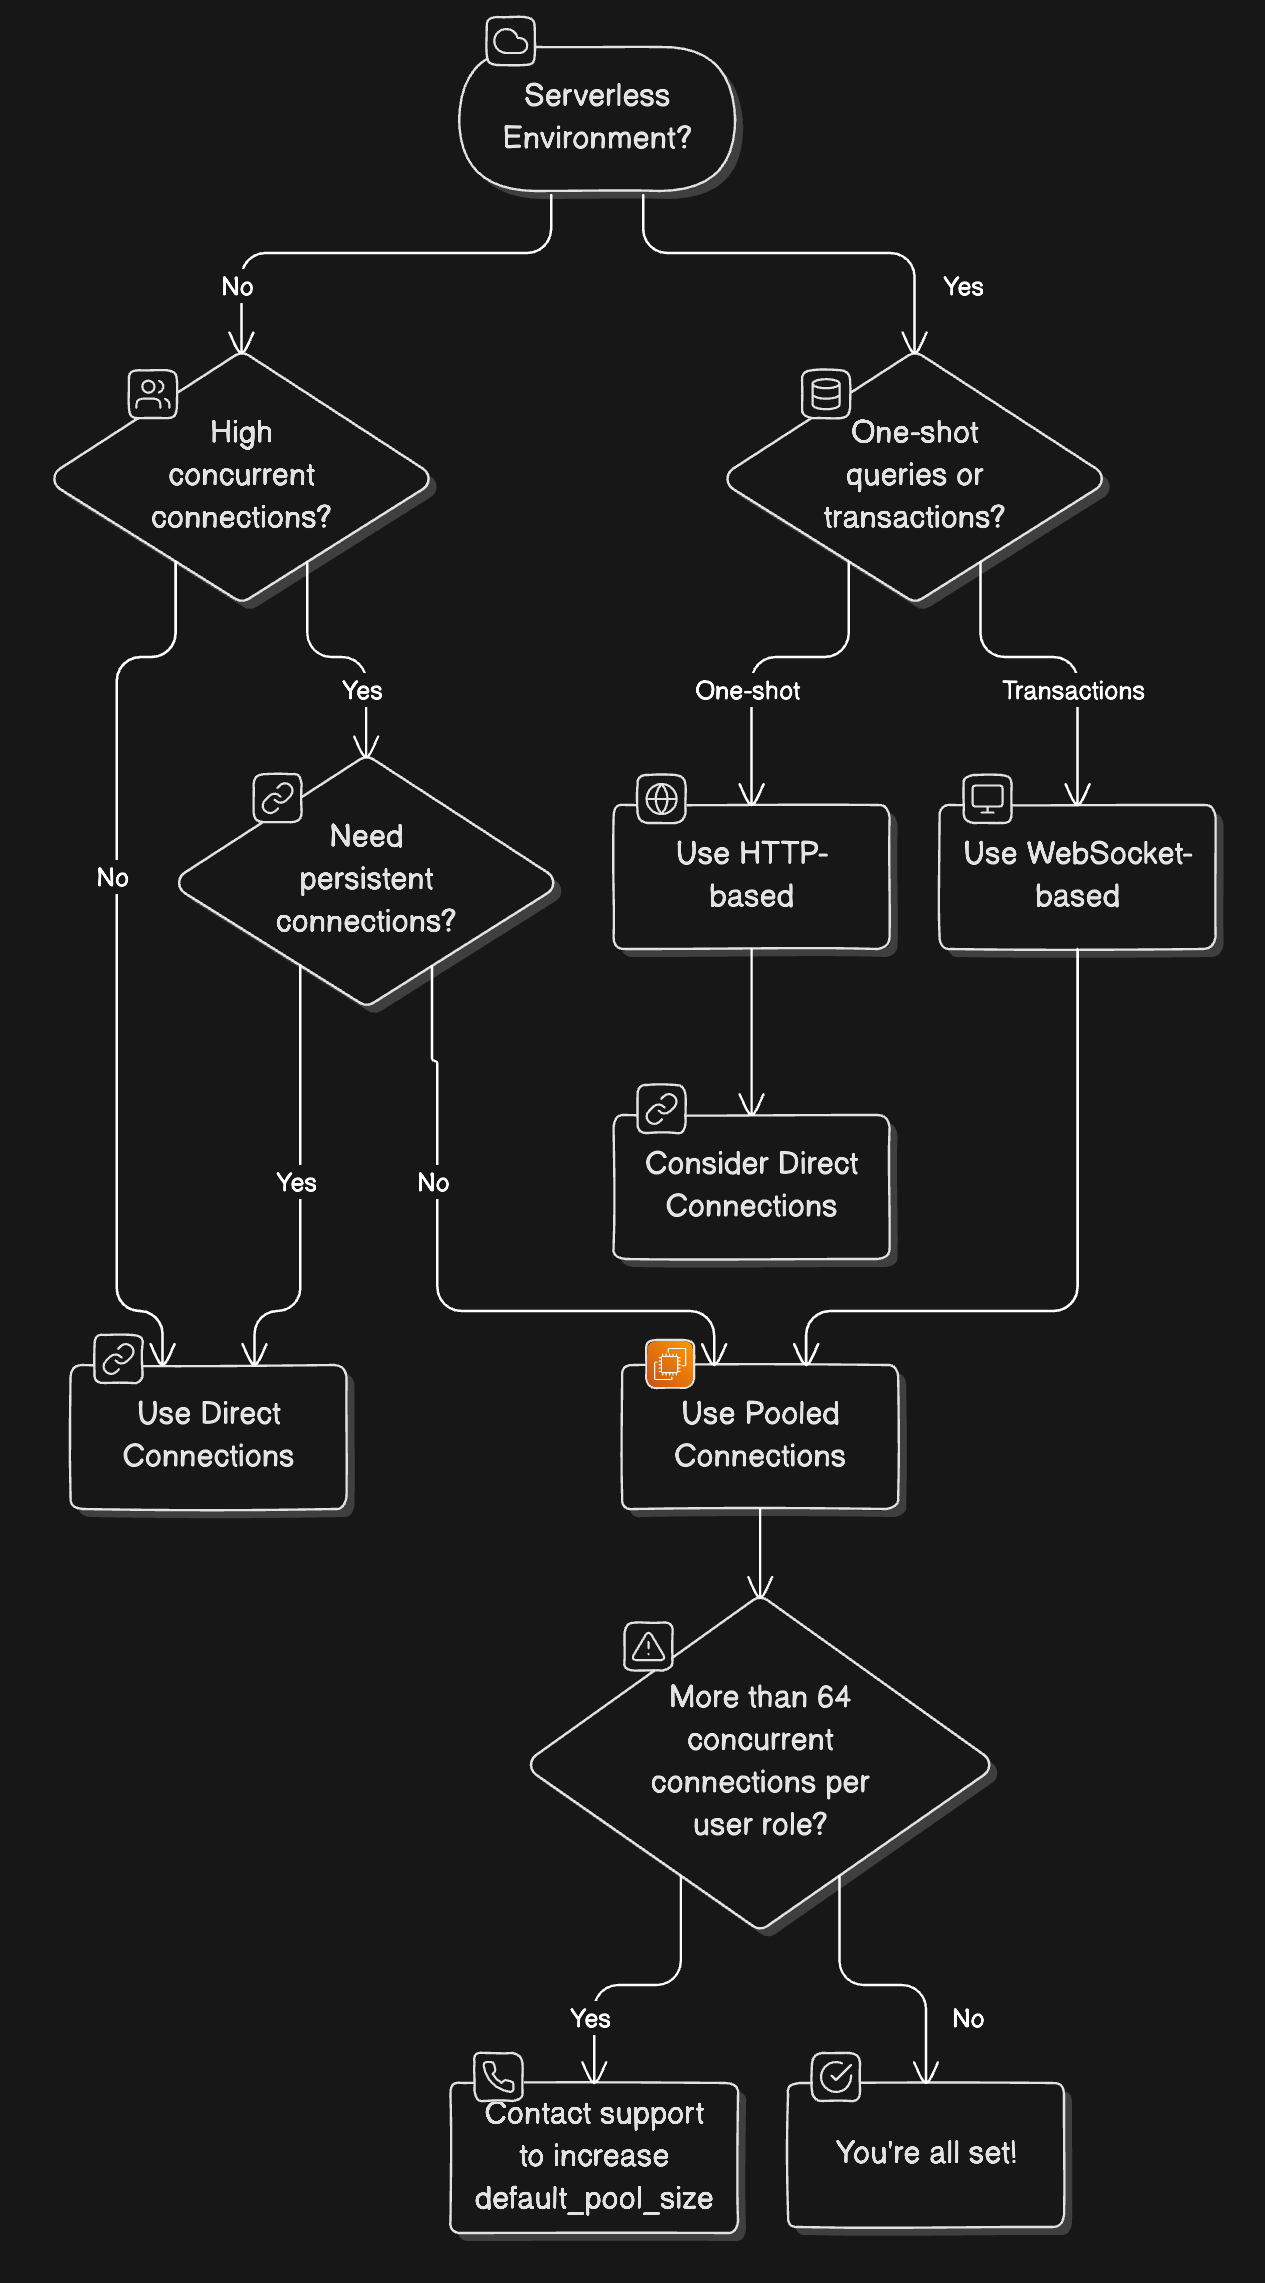 Serverless
Environment?
No
Yes
High
concurrent
connections?
One-shot
queries or
transactions?
Yes
One-shot
Transactions
Need
persistent
connections?
Use HTTP-
based
Use WebSocket-
based
No
Consider Direct
Connections
Yes
No
Use Direct
Connections
Use Pooled
Connections
More than 64
concurrent
connections per
user role?
Yes
No
Contact support
to increase
default_pool_size
You're all set!